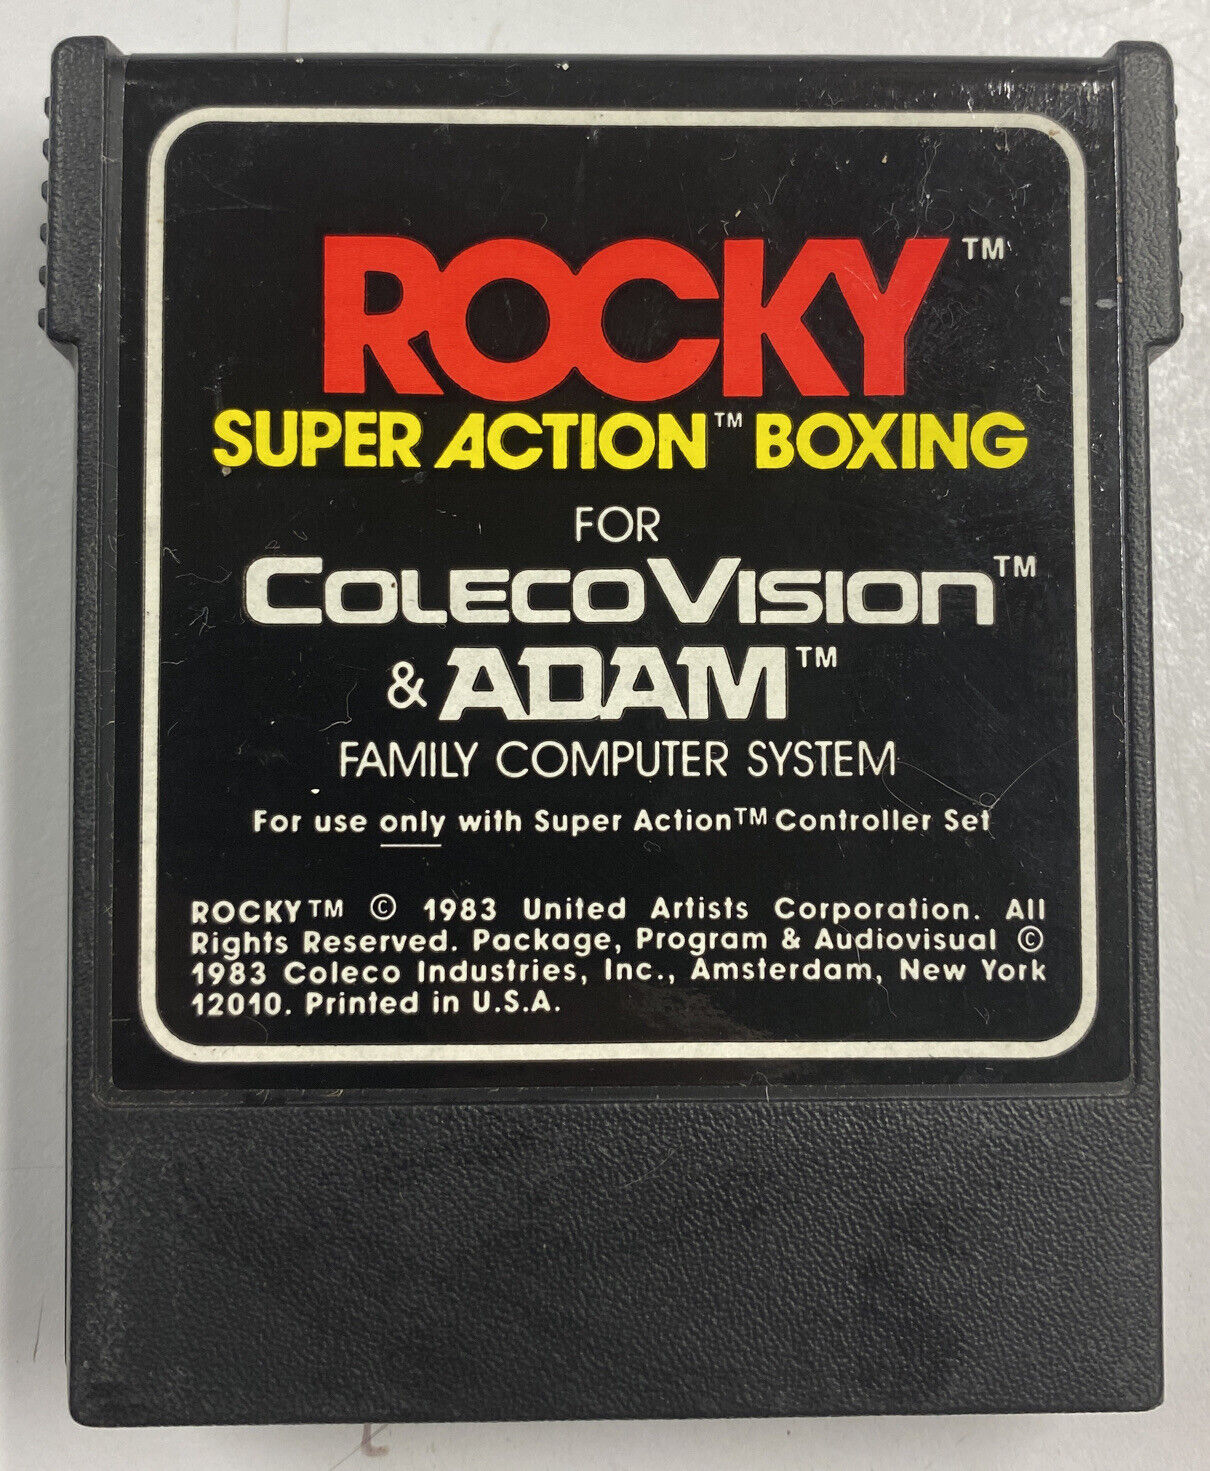 ROCKY™
SUPER ACTION™ BOXING
FOR
COLECOVISION™
& ADAM™
FAMILY COMPUTER SYSTEM
For use only with Super Action™ Controller Set
ROCKY™ © 1983 United Artists Corporation. All
Rights Reserved. Package, Program & Audiovisual ©
1983 Coleco Industries, Inc., Amsterdam, New York
12010. Printed in U.S.A.